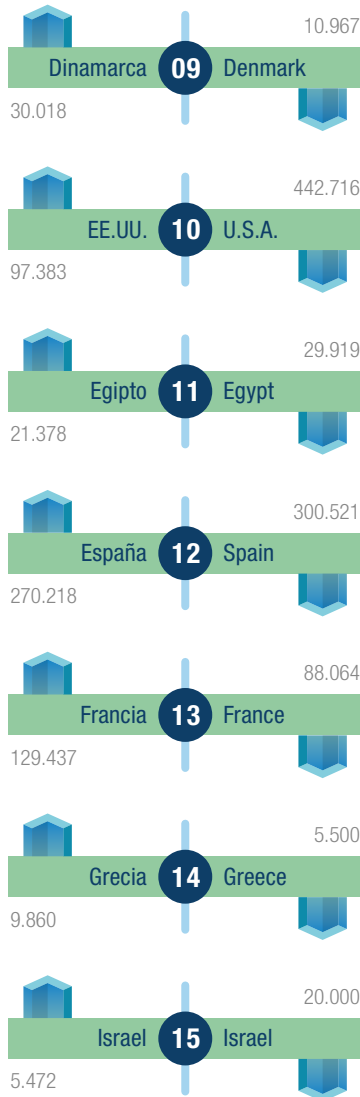 10.967
Dinamarca 09 Denmark
30.018
442.716
EE.UU. 10 U.S.A.
97.383
29.919
Egipto 11 Egypt
21.378
300.521
España 12 Spain
270.218
88.064
Francia 13 France
129.437
5.500
Grecia 14 Greece
9.860
20.000
Israel 15 Israel
5.472